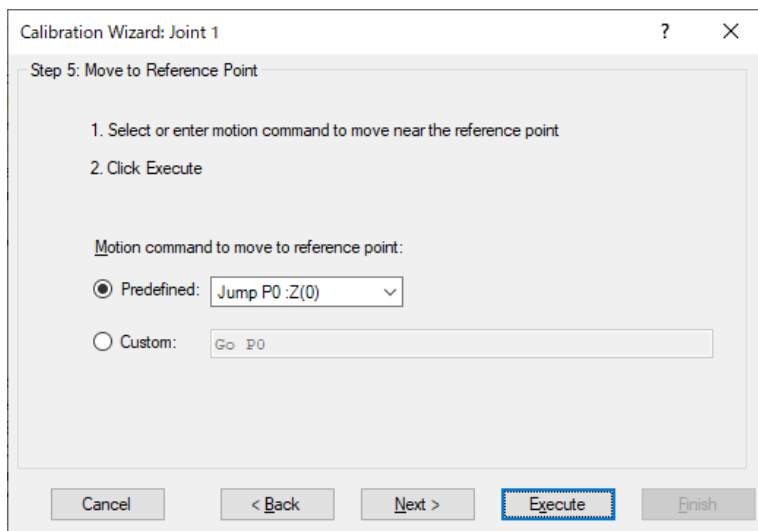 Calibration Wizard: Joint 1 ? X
Step 5: Move to Reference Point
1. Select or enter motion command to move near the reference point
2. Click Execute
Motion command to move to reference point:
Predefined: Jump P0 :Z(0)
Custom: Go P0
Cancel < Back Next > Execute Finish